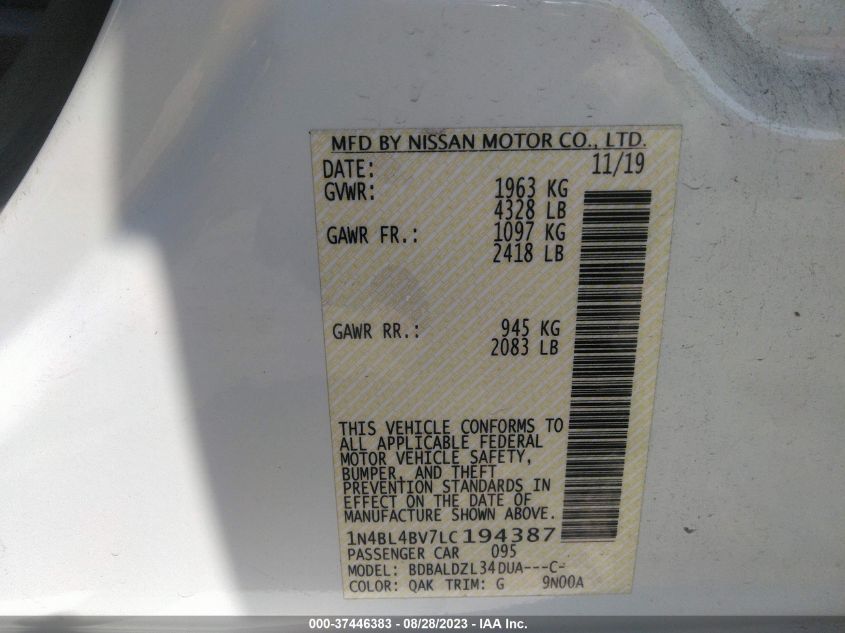 MFD BY NISSAN MOTOR CO., LTD.
DATE: 11/19
GVWR: 1963 KG
4328 LB
GAWR FR.: 1097 KG
2418 LB
GAWR RR.: 945 KG
2083 LB
THIS VEHICLE CONFORMS TO
ALL APPLICABLE FEDERAL
MOTOR VEHICLE SAFETY,
BUMPER, AND THEFT
PREVENTION STANDARDS IN
EFFECT ON THE DATE OF
MANUFACTURE SHOWN ABOVE.
1N4BL4BV7LC194387
PASSENGER CAR 095
MODEL: BDBALDZL34DUA---C-
COLOR: QAK TRIM: G 9N00A
000-37446383 / 08/28/2023 - IAA Inc.